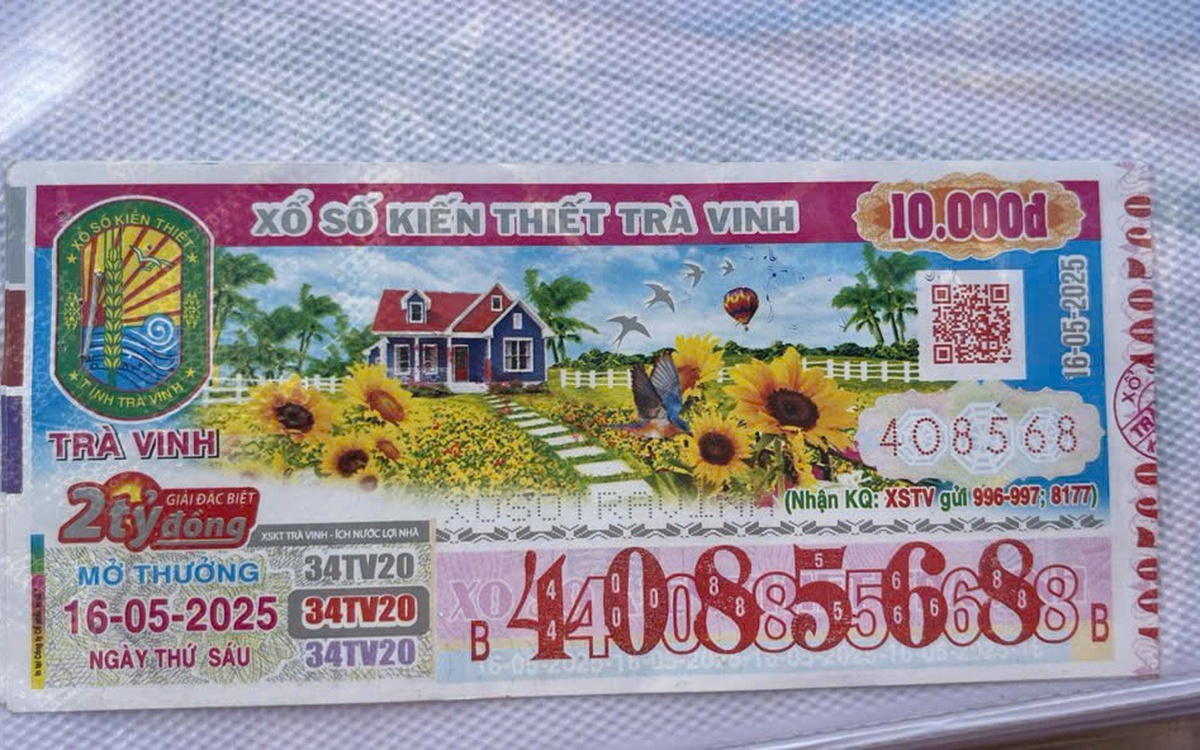 XỔ SỐ KIẾN THIẾT TRÀ VINH
10.000đ
XỔ SỐ KIẾN THIẾT
TỈNH TRÀ VINH
16-05-2025
TRÀ VINH
408568
2 tỷ đồng
GIẢI ĐẶC BIỆT
(Nhận KQ: XSTV gửi 996-997; 8177)
XSKT TRÀ VINH - ÍCH NƯỚC LỢI NHÀ
MỞ THƯỞNG
16-05-2025
NGÀY THỨ SÁU
34TV20
34TV20
34TV20
B 408568 B